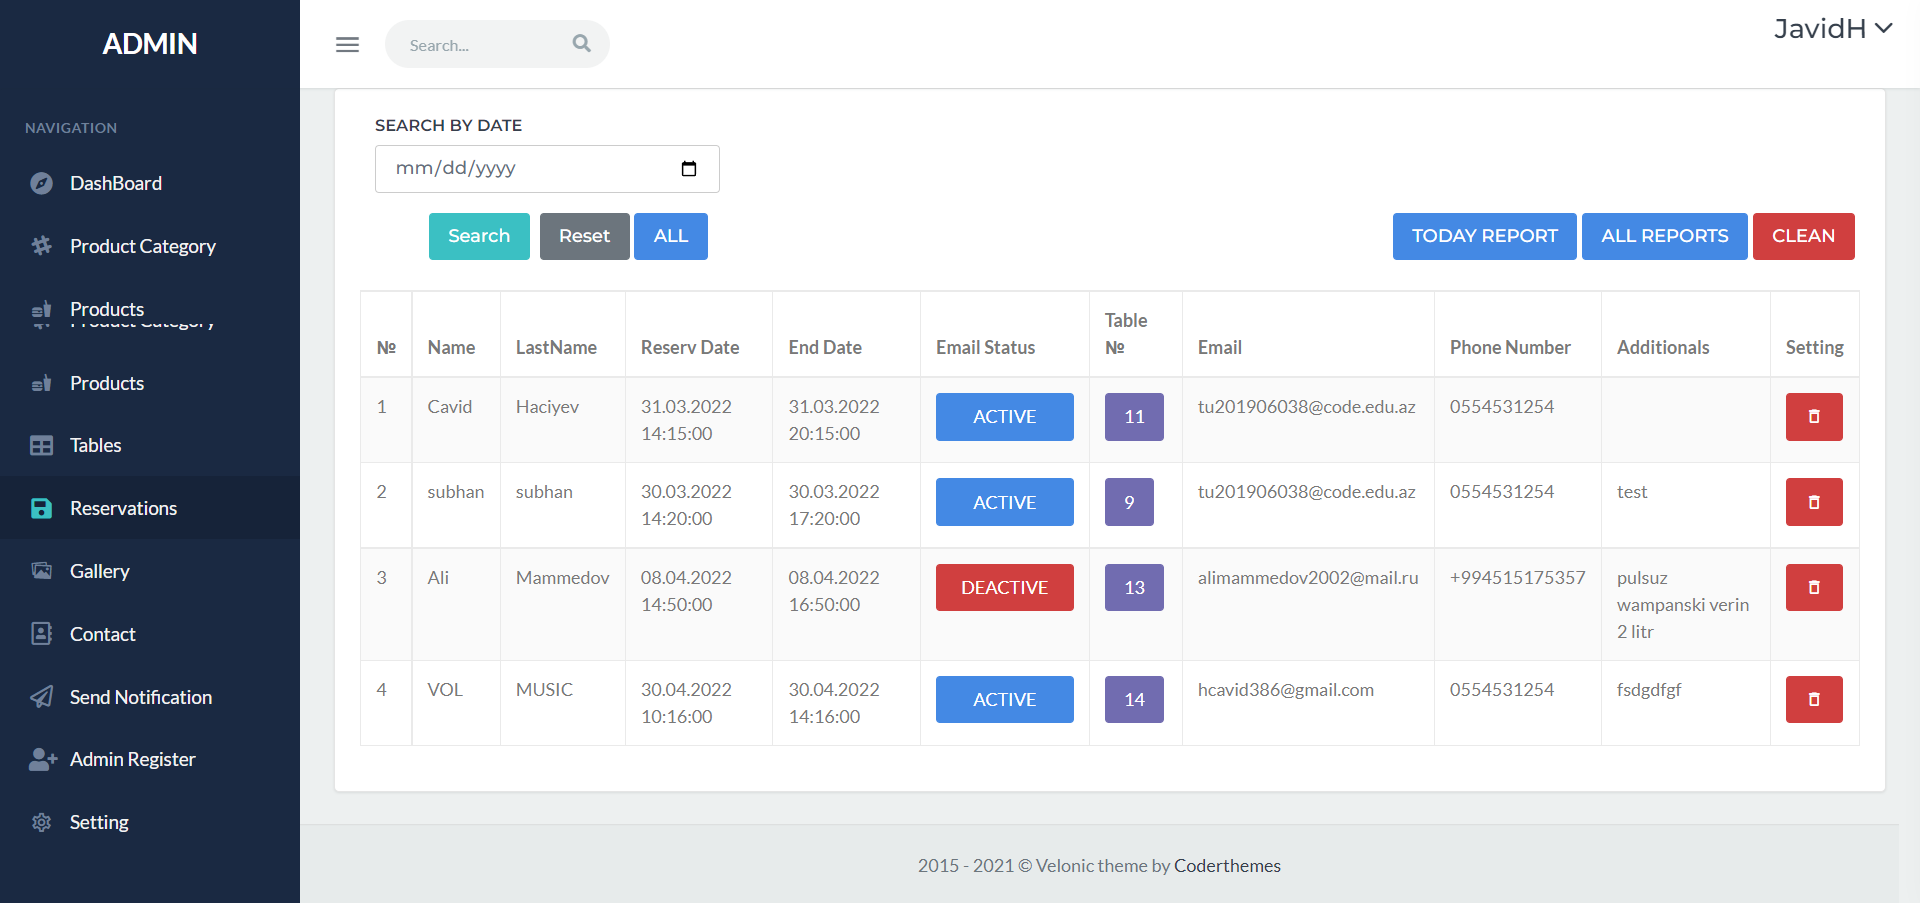 ADMIN
NAVIGATION
DashBoard
Product Category
Products
Product Category
Products
Tables
Reservations
Gallery
Contact
Send Notification
Admin Register
Setting
Search...
JavidH
SEARCH BY DATE
mm/dd/yyyy
Search Reset ALL
TODAY REPORT ALL REPORTS CLEAN
№ Name LastName Reserv Date End Date Email Status Table № Email Phone Number Additionals Setting
1 Cavid Haciyev 31.03.2022 14:15:00 31.03.2022 20:15:00 ACTIVE 11 tu201906038@code.edu.az 0554531254
2 subhan subhan 30.03.2022 14:20:00 30.03.2022 17:20:00 ACTIVE 9 tu201906038@code.edu.az 0554531254 test
3 Ali Mammedov 08.04.2022 14:50:00 08.04.2022 16:50:00 DEACTIVE 13 alimammedov2002@mail.ru +994515175357 pulsuz wampanski verin 2 litr
4 VOL MUSIC 30.04.2022 10:16:00 30.04.2022 14:16:00 ACTIVE 14 hcavid386@gmail.com 0554531254 fsdgdfgf
2015 - 2021 © Velonic theme by Coderthemes